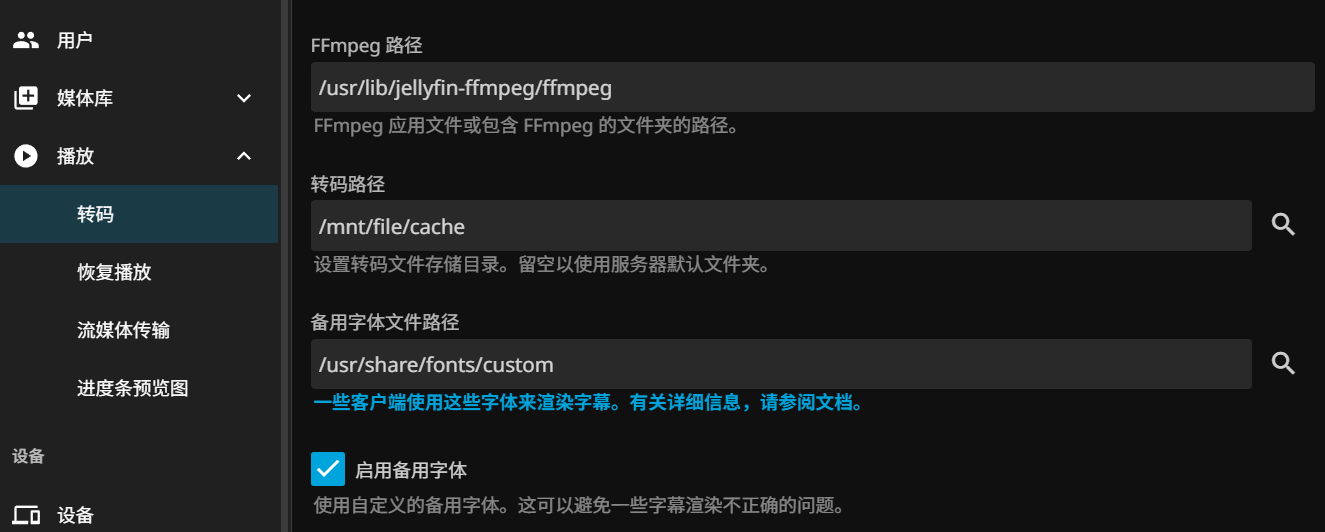 用户
媒体库
播放
转码
恢复播放
流媒体传输
进度条预览图
设备
设备
FFmpeg 路径
/usr/lib/jellyfin-ffmpeg/ffmpeg
FFmpeg 应用文件或包含 FFmpeg 的文件夹的路径。
转码路径
/mnt/file/cache
设置转码文件存储目录。留空以使用服务器默认文件夹。
备用字体文件路径
/usr/share/fonts/custom
一些客户端使用这些字体来渲染字幕。有关详细信息，请参阅文档。
启用备用字体
使用自定义的备用字体。这可以避免一些字幕渲染不正确的问题。